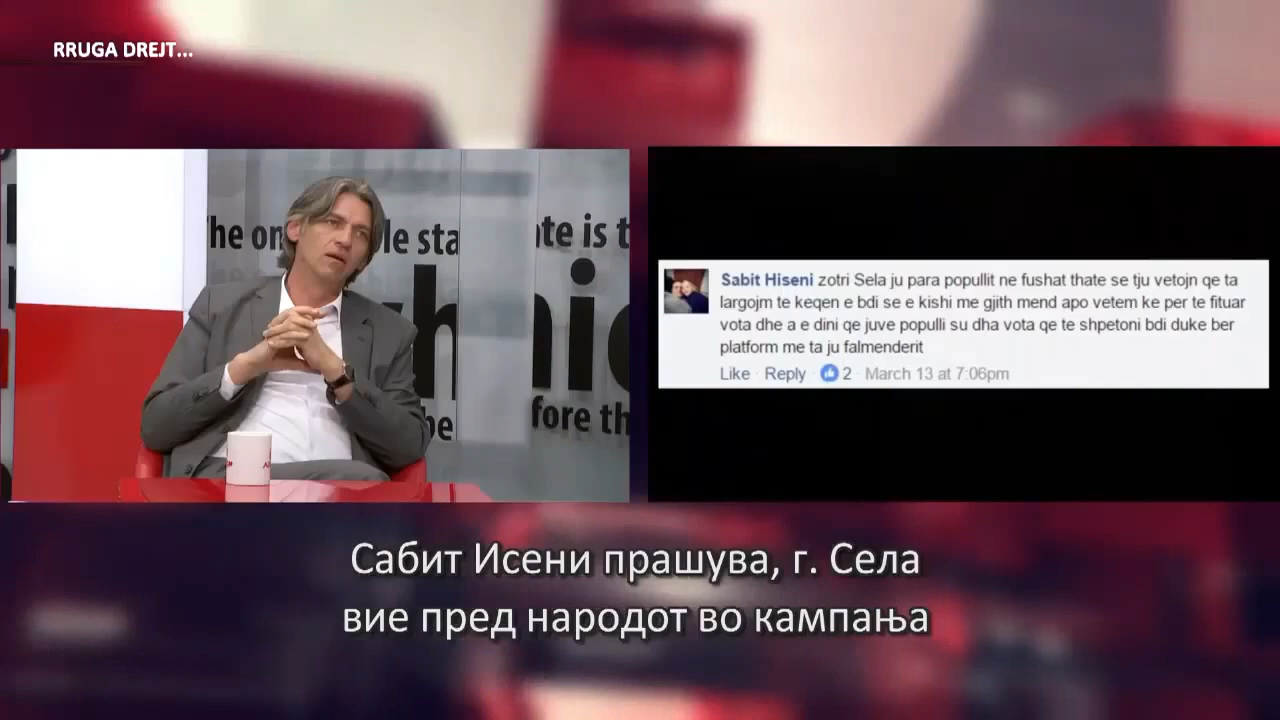 RRUGA DREJT...
The on
le sta
ate is t
be
fore th
Sabit Hiseni zotri Sela ju para popullit ne fushat thate se tju vetojn qe ta
largojm te keqen e bdi se e kishi me gjith mend apo vetem ke per te fituar
vota dhe a e dini qe juve populli su dha vota qe te shpetoni bdi duke ber
platform me ta ju falmenderit
Like · Reply · 2 · March 13 at 7:06pm
Сабит Исени прашува, г. Села
вие пред народот во кампања